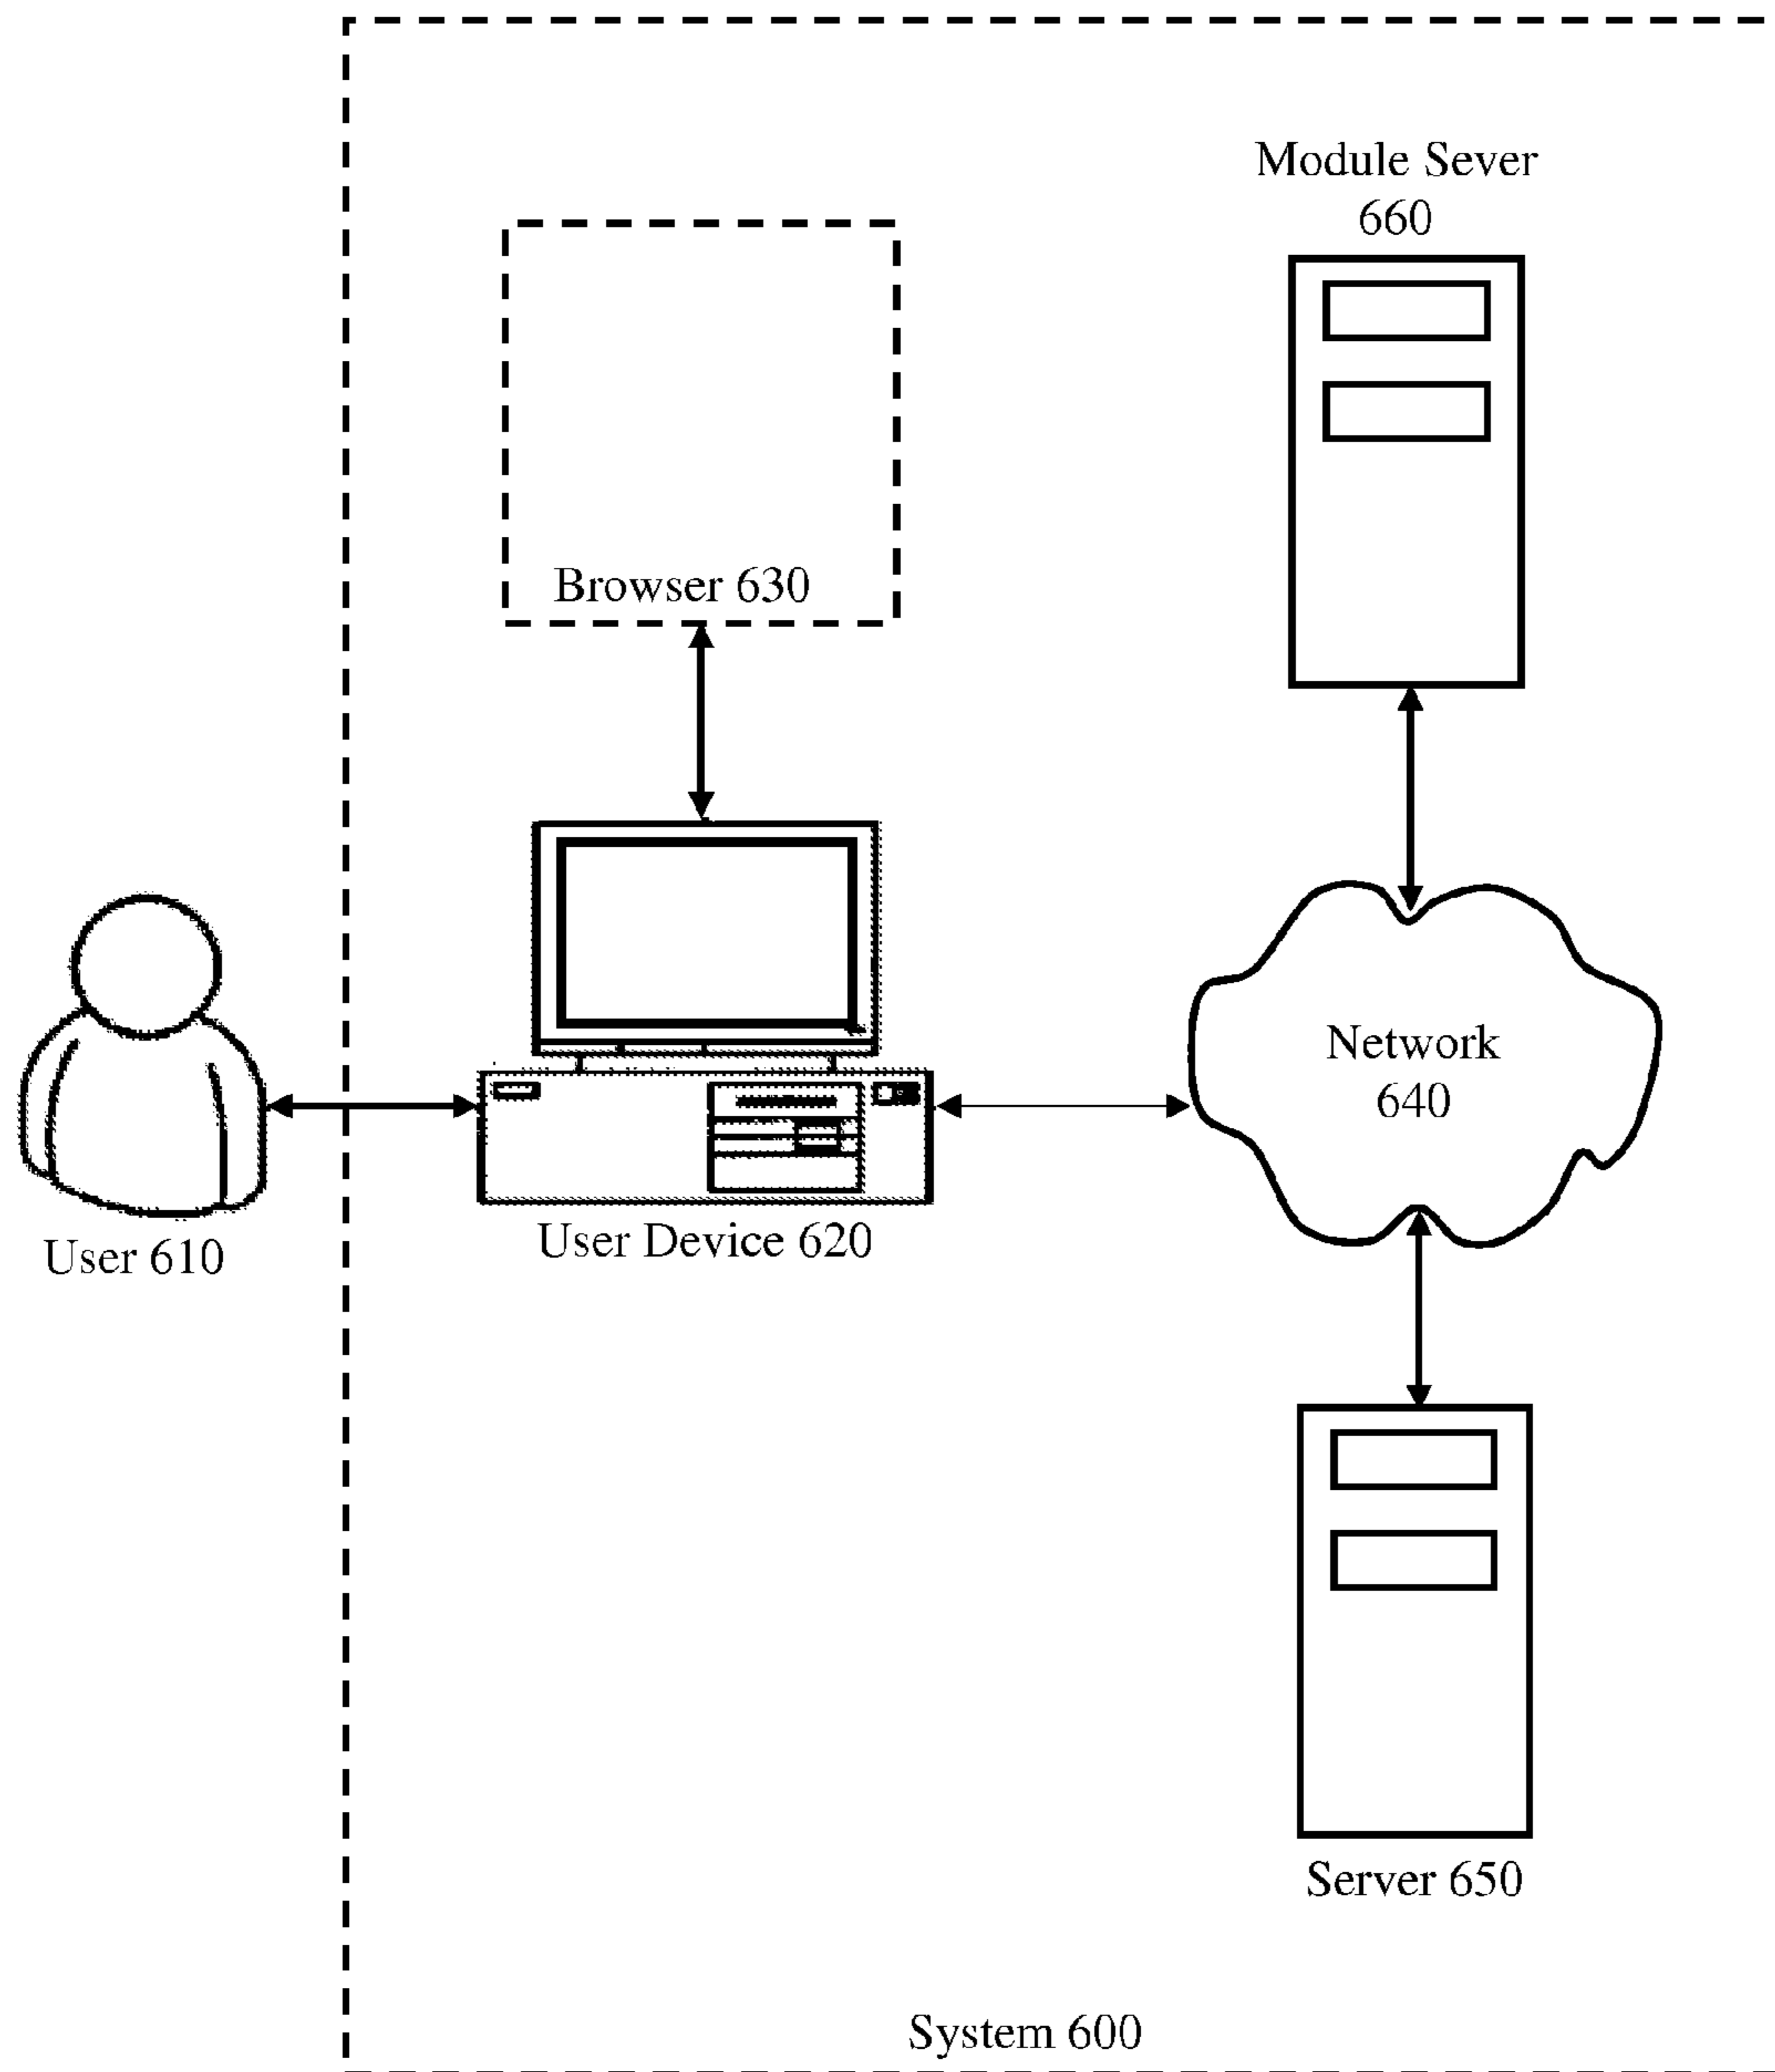 Module Sever
660
Browser 630
Network
640
User Device 620
User 610
Server 650
System 600